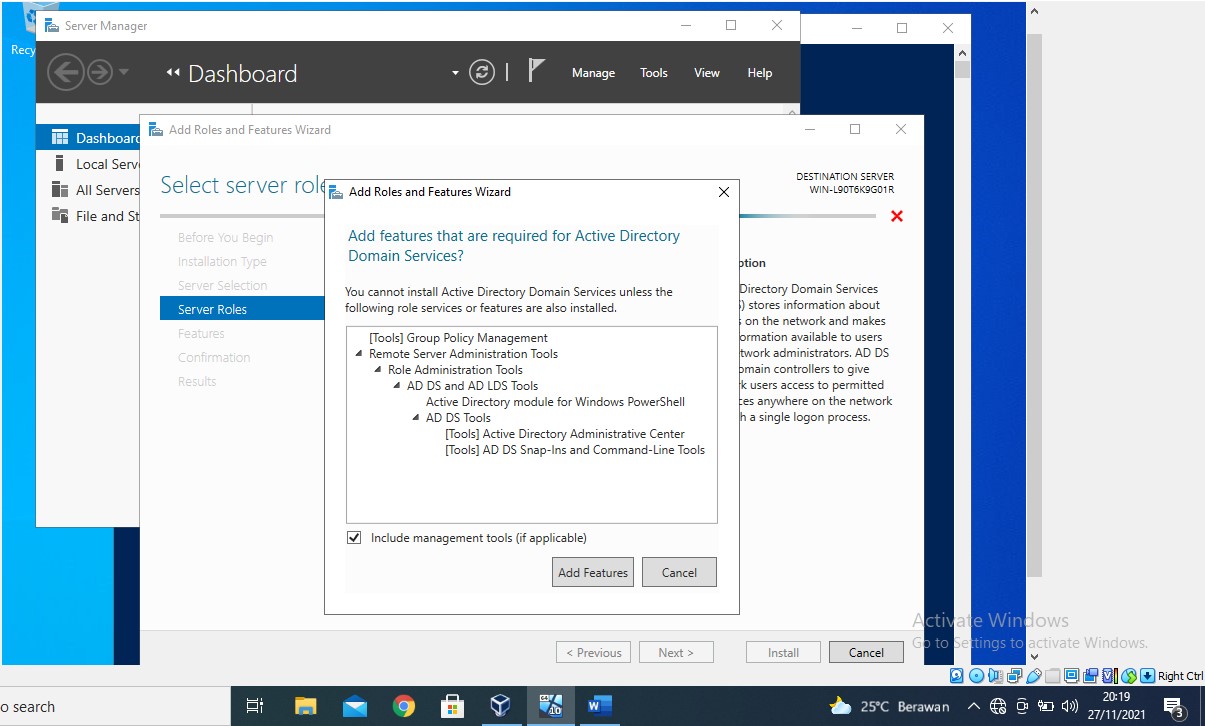 Recy
Server Manager
Dashboard
Manage Tools View Help
Dashboard
Local Serv
All Servers
File and St
Add Roles and Features Wizard
Select server role
DESTINATION SERVER
WIN-L90T6K9G01R
Before You Begin
Installation Type
Server Selection
Server Roles
Features
Confirmation
Results
Add Roles and Features Wizard
Add features that are required for Active Directory
Domain Services?
You cannot install Active Directory Domain Services unless the
following role services or features are also installed.
[Tools] Group Policy Management
Remote Server Administration Tools
Role Administration Tools
AD DS and AD LDS Tools
Active Directory module for Windows PowerShell
AD DS Tools
[Tools] Active Directory Administrative Center
[Tools] AD DS Snap-Ins and Command-Line Tools
Include management tools (if applicable)
Add Features Cancel
ption
Directory Domain Services
) stores information about
on the network and makes
ormation available to users
twork administrators. AD DS
omain controllers to give
k users access to permitted
ces anywhere on the network
h a single logon process.
< Previous Next > Install Cancel
Activate Windows
Go to Settings to activate Windows.
Right Ctrl
o search
25°C Berawan
20:19
27/11/2021
3